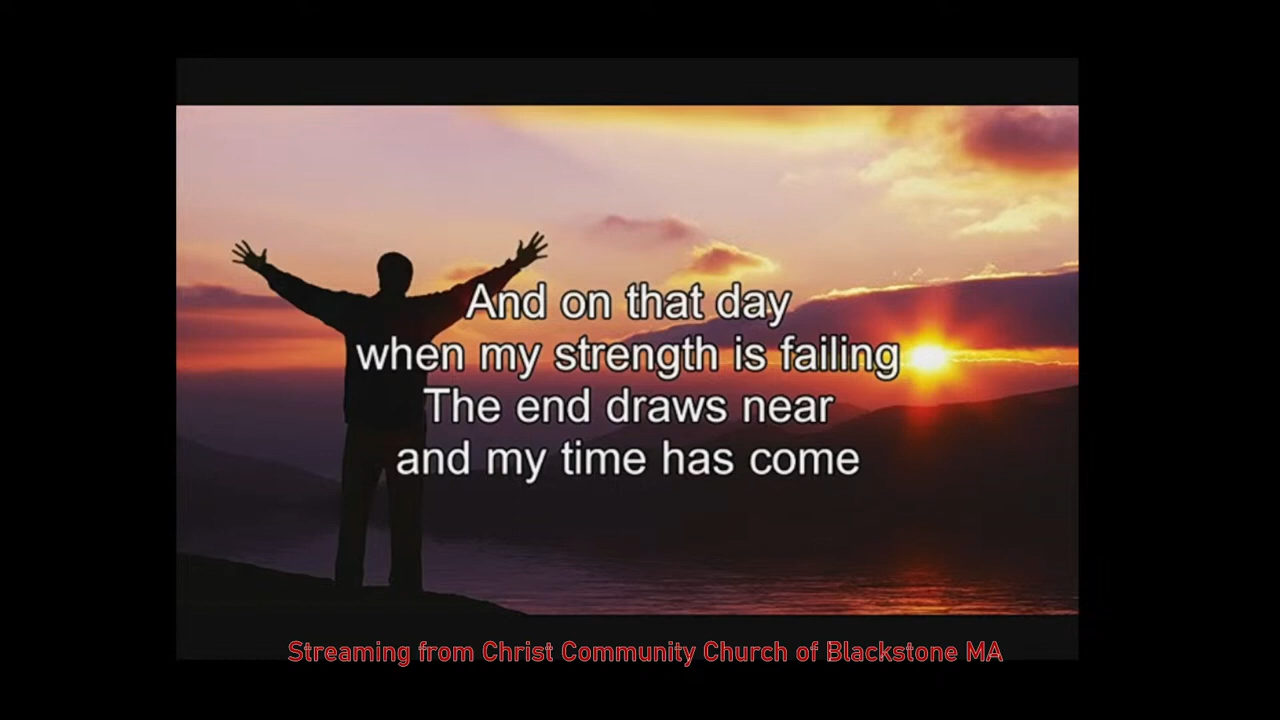 And on that day
when my strength is failing
The end draws near
and my time has come
Streaming from Christ Community Church of Blackstone MA